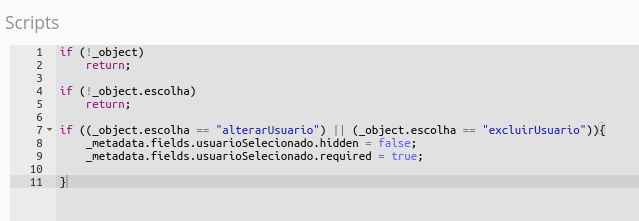 Scripts
1 if (!_object)
2     return;
3
4 if (!_object.escolha)
5     return;
6
7 if ((_object.escolha == "alterarUsuario") || (_object.escolha == "excluirUsuario")){
8     _metadata.fields.usuarioSelecionado.hidden = false;
9     _metadata.fields.usuarioSelecionado.required = true;
10
11 }